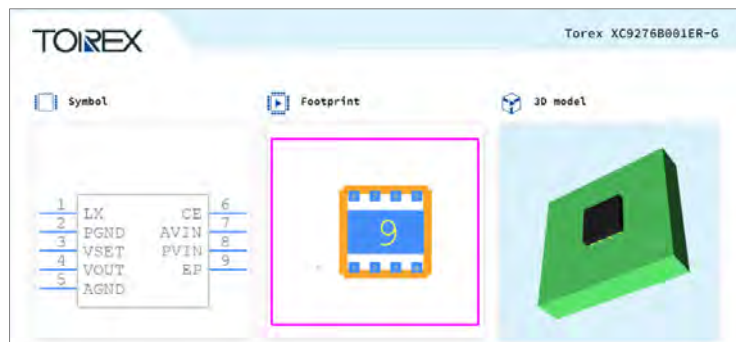 TOREX
Torex XC9276B001ER-G
Symbol
Footprint
3D model
1 LX
2 PGND
3 VSET
4 VOUT
5 AGND
CE 6
AVIN 7
PVIN 8
EP 9
9